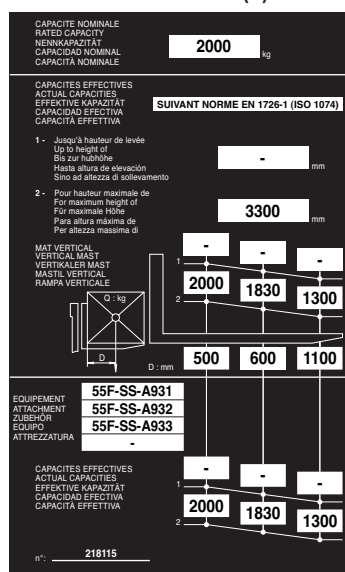 CAPACITE NOMINALE
RATED CAPACITY
NENNKAPAZITÄT
CAPACIDAD NOMINAL
CAPACITÀ NOMINALE
2000 kg
CAPACITES EFFECTIVES
ACTUAL CAPACITIES
EFFEKTIVE KAPAZITÄT
CAPACIDAD EFECTIVA
CAPACITÀ EFFETTIVA
SUIVANT NORME EN 1726-1 (ISO 1074)
1 - Jusqu'à hauteur de levée
Up to height of
Bis zur hubhöhe
Hasta altura de elevación
Sino ad altezza di sollevamento
- mm
2 - Pour hauteur maximale de
For maximum height of
Für maximale Höhe
Para altura máxima de
Per altezza massima di
3300 mm
MAT VERTICAL
VERTICAL MAST
VERTIKALER MAST
MASTIL VERTICAL
RAMPA VERTICALE
1 - - -
2 2000 1830 1300
Q : kg
D
D : mm 500 600 1100
EQUIPEMENT
ATTACHMENT
ZUBEHÖR
EQUIPO
ATTREZZATURA
55F-SS-A931
55F-SS-A932
55F-SS-A933
-
CAPACITES EFFECTIVES
ACTUAL CAPACITIES
EFFEKTIVE KAPAZITÄT
CAPACIDAD EFECTIVA
CAPACITÀ EFFETTIVA
1 - - -
2 2000 1830 1300
n°: 218115